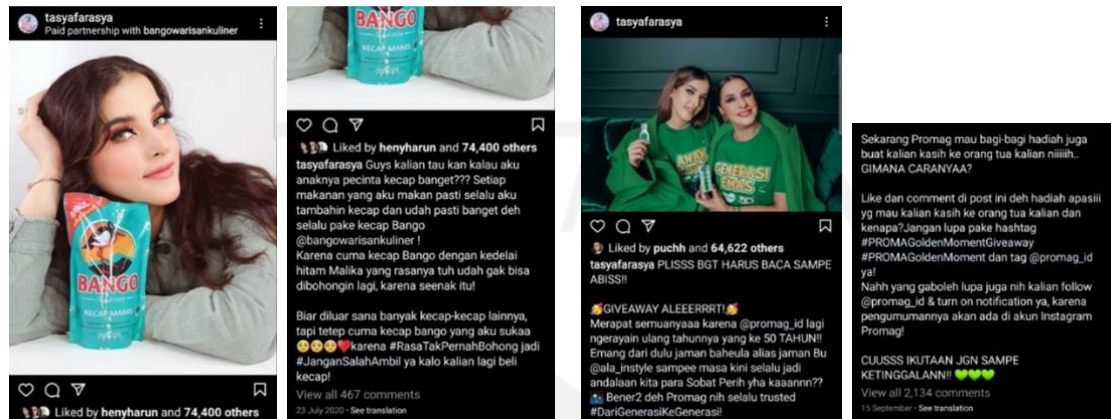 tasyafarasya
Paid partnership with bangowarisankuliner
BANGO
KECAP MANIS
Liked by henyharun and 74,400 others
BANGO
KECAP MANIS
Liked by henyharun and 74,400 others
tasyafarasya Guys kalian tau kan kalau aku
anaknya pecinta kecap banget??? Setiap
makanan yang aku makan pasti selalu aku
tambahin kecap dan udah pasti banget deh
selalu pake kecap Bango
@bangowarisankuliner !
Karena cuma kecap Bango dengan kedelai
hitam Malika yang rasanya tuh udah gak bisa
dibohongin lagi, karena seenak itu!
Biar diluar sana banyak kecap-kecap lainnya,
tapi tetep cuma kecap bango yang aku sukaa
🥺🥺🥺❤️karena #RasaTakPernahBohong jadi
#JanganSalahAmbil ya kalo kalian lagi beli
kecap!
View all 467 comments
23 July 2020 · See translation
tasyafarasya
ANAK
GENERASI
EMAS
Liked by puchh and 64,622 others
tasyafarasya PLISSS BGT HARUS BACA SAMPE
ABISS!!
🥳GIVEAWAY ALEEERRRT!🥳
Merapat semuanyaaa karena @promag_id lagi
ngerayain ulang tahunnya yang ke 50 TAHUN!!
Emang dari dulu jaman baheula alias jaman Bu
@ala_instyle sampee masa kini selalu jadi
andalaan kita para Sobat Perih yha kaaannn??
Bener2 deh Promag nih selalu trusted
#DariGenerasiKeGenerasi!
Sekarang Promag mau bagi-bagi hadiah juga
buat kalian kasih ke orang tua kalian niiiiih..
GIMANA CARANYAA?
Like dan comment di post ini deh hadiah apasiii
yg mau kalian kasih ke orang tua kalian dan
kenapa?Jangan lupa pake hashtag
#PROMAGoldenMomentGiveaway
#PROMAGoldenMoment dan tag @promag_id
ya!
Nahh yang gaboleh lupa juga nih kalian follow
@promag_id & turn on notification ya, karena
pengumumannya akan ada di akun Instagram
Promag!
CUUSSS IKUTAAN JGN SAMPE
KETINGGALANN!! 💚💚💚
View all 2,134 comments
15 September · See translation